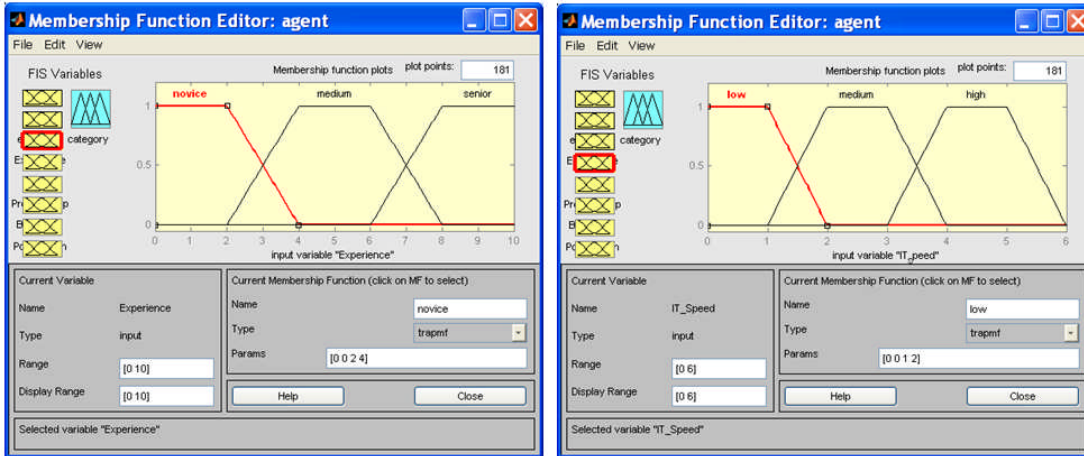 Membership Function Editor: agent
File Edit View
FIS Variables
Membership function plots plot points: 181
novice medium senior
category
1
0.5
0
0 1 2 3 4 5 6 7 8 9 10
input variable "Experience"
Current Variable
Name Experience
Type input
Range [0 10]
Display Range [0 10]
Current Membership Function (click on MF to select)
Name novice
Type trapmf
Params [0 0 2 4]
Help Close
Selected variable "Experience"
Membership Function Editor: agent
File Edit View
FIS Variables
Membership function plots plot points: 181
low medium high
category
1
0.5
0
0 1 2 3 4 5 6
input variable "IT_peed"
Current Variable
Name IT_Speed
Type input
Range [0 6]
Display Range [0 6]
Current Membership Function (click on MF to select)
Name low
Type trapmf
Params [0 0 1 2]
Help Close
Selected variable "IT_Speed"